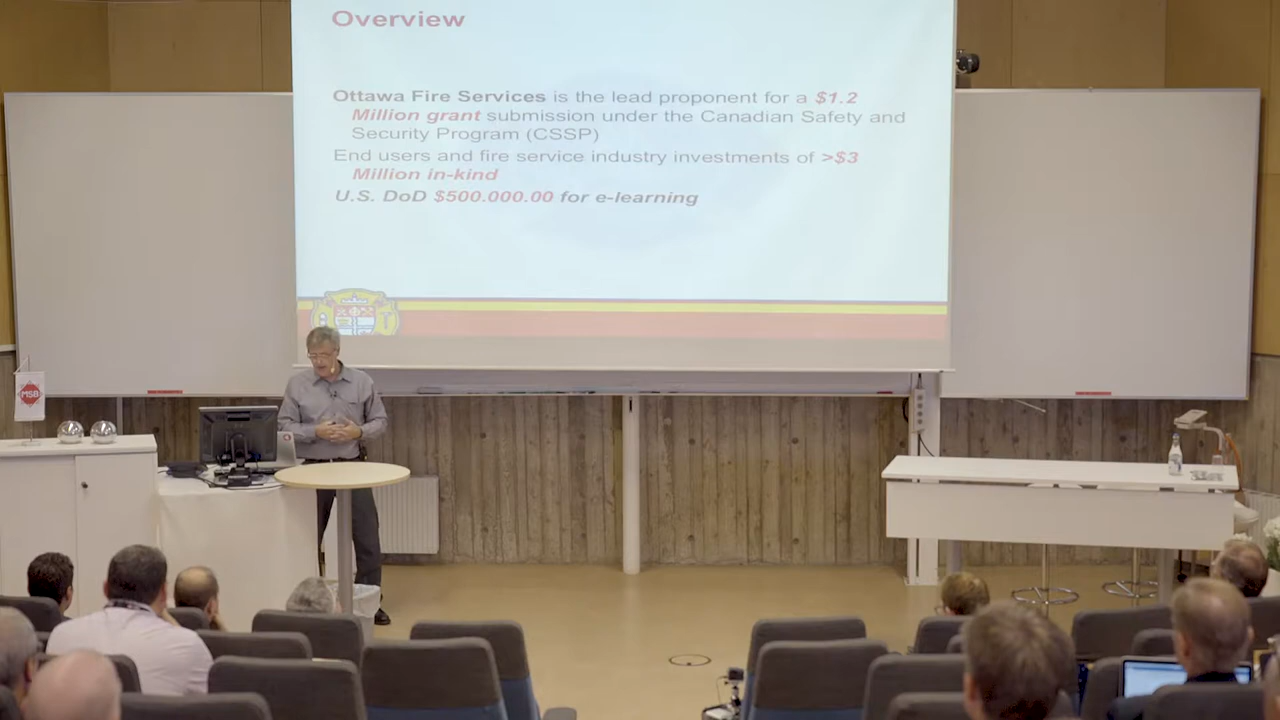 Overview
Ottawa Fire Services is the lead proponent for a $1.2
Million grant submission under the Canadian Safety and
Security Program (CSSP)
End users and fire service industry investments of >$3
Million in-kind
U.S. DoD $500.000.00 for e-learning
MSB